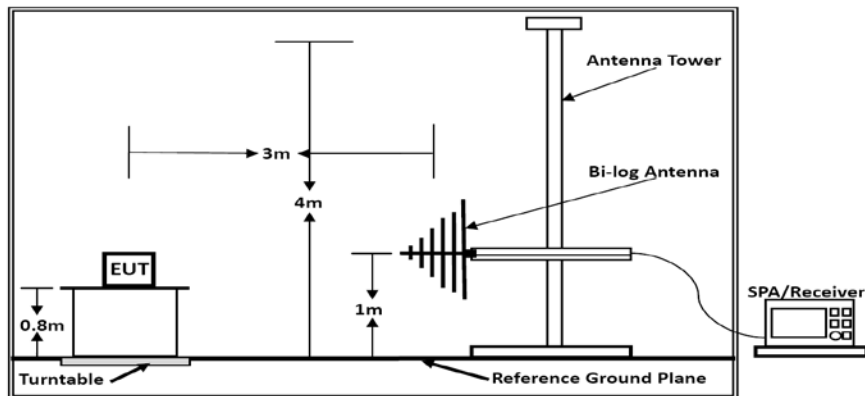 Antenna Tower
3m
Bi-log Antenna
4m
EUT
1m
SPA/Receiver
0.8m
Turntable
Reference Ground Plane